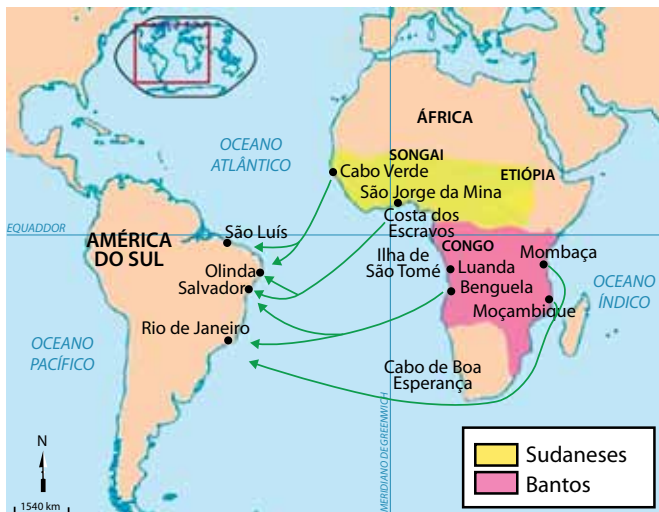 OCEANO
ATLÂNTICO
ÁFRICA
SONGAI
ETIÓPIA
Cabo Verde
São Jorge da Mina
Costa dos
Escravos
EQUADDOR
AMÉRICA
DO SUL
São Luís
Olinda
Salvador
Rio de Janeiro
OCEANO
PACÍFICO
CONGO
Ilha de
São Tomé
Luanda
Benguela
Mombaça
Moçambique
OCEANO
ÍNDICO
Cabo de Boa
Esperança
MERIDIANO DE GREENWICH
N
1540 km
Sudaneses
Bantos